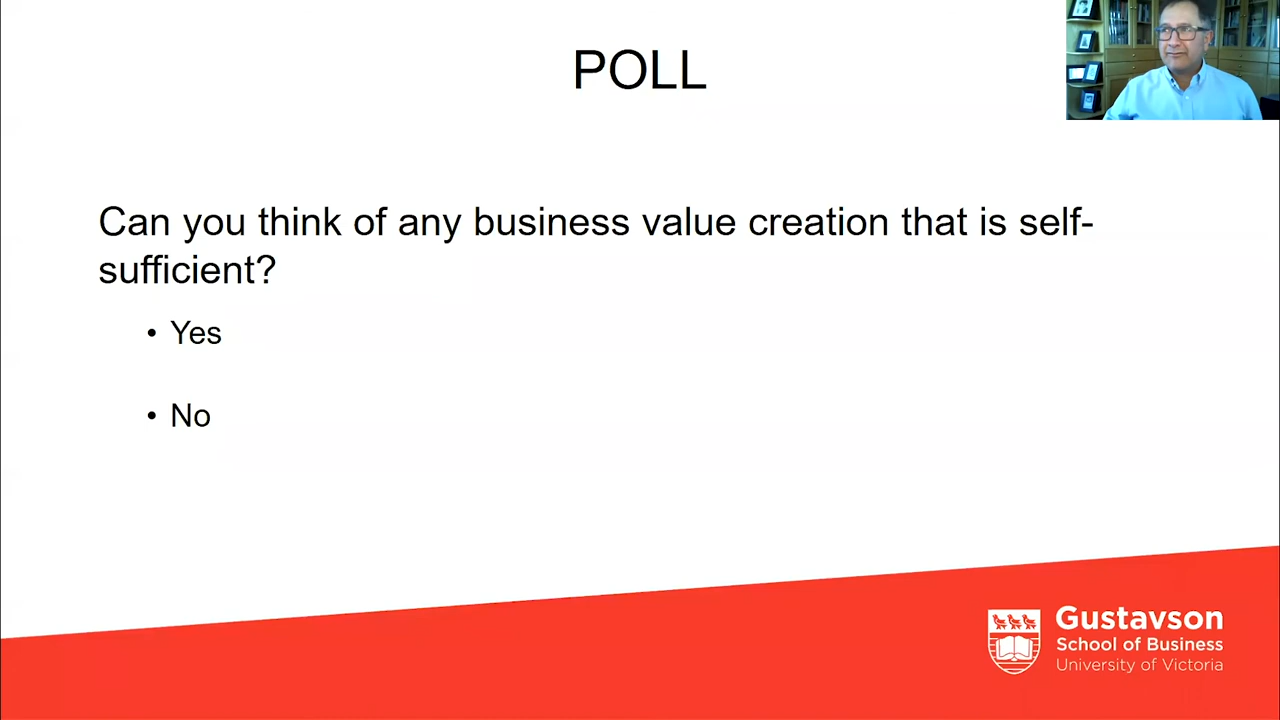 POLL
Can you think of any business value creation that is self-
sufficient?
• Yes
• No
Gustavson
School of Business
University of Victoria